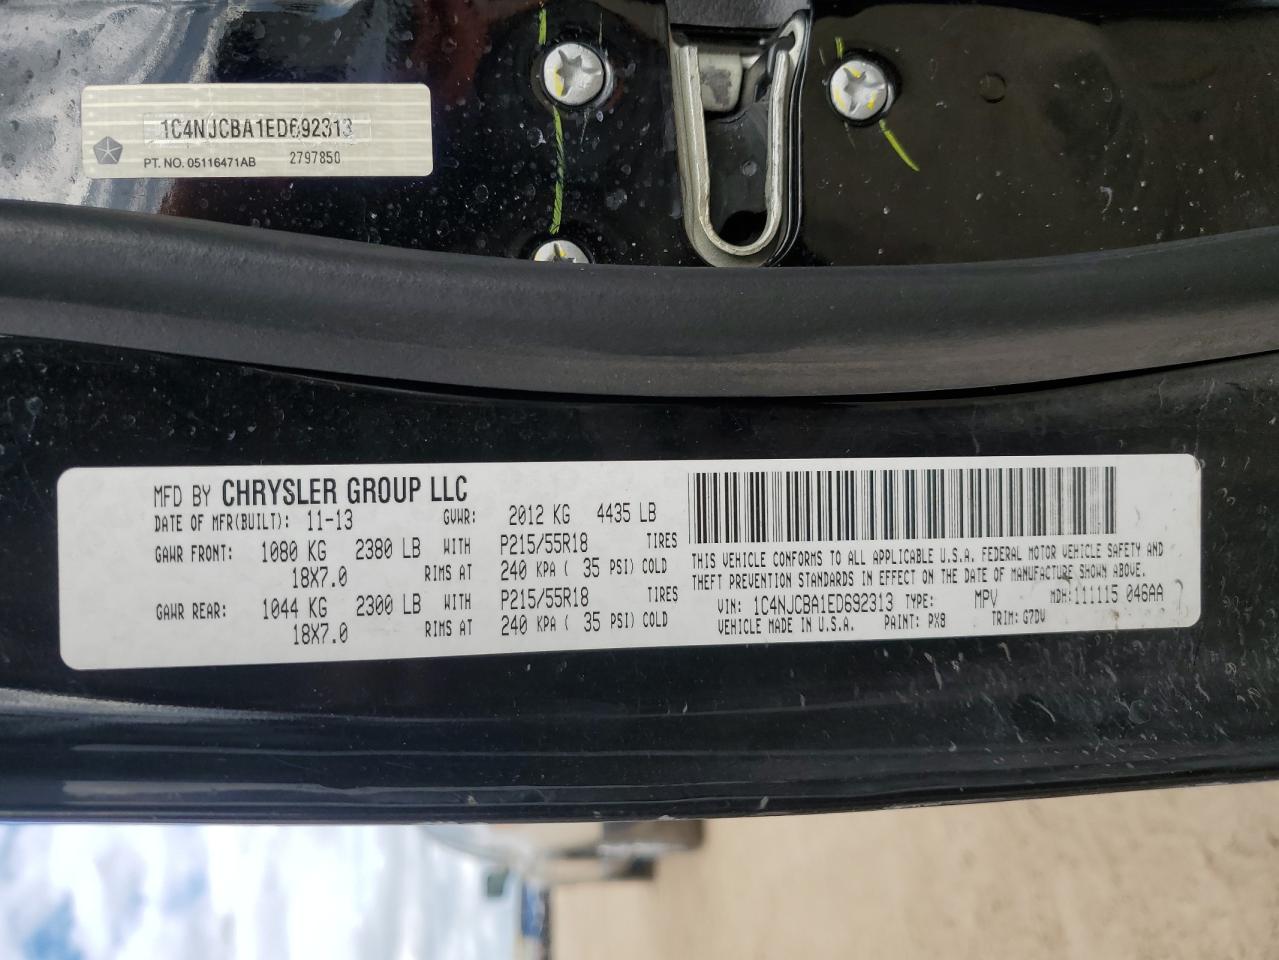 1C4NJCBA1ED692313
PT. NO. 05116471AB 2797850
MFD BY CHRYSLER GROUP LLC
DATE OF MFR(BUILT): 11-13 GVWR: 2012 KG 4435 LB
GAWR FRONT: 1080 KG 2380 LB WITH P215/55R18 TIRES
18X7.0 RIMS AT 240 KPA ( 35 PSI) COLD
GAWR REAR: 1044 KG 2300 LB WITH P215/55R18 TIRES
18X7.0 RIMS AT 240 KPA ( 35 PSI) COLD
THIS VEHICLE CONFORMS TO ALL APPLICABLE U.S.A. FEDERAL MOTOR VEHICLE SAFETY AND
THEFT PREVENTION STANDARDS IN EFFECT ON THE DATE OF MANUFACTURE SHOWN ABOVE.
VIN: 1C4NJCBA1ED692313 TYPE: MPV MDH: 111115 046AA
VEHICLE MADE IN U.S.A. PAINT: PX8 TRIM: G7DV